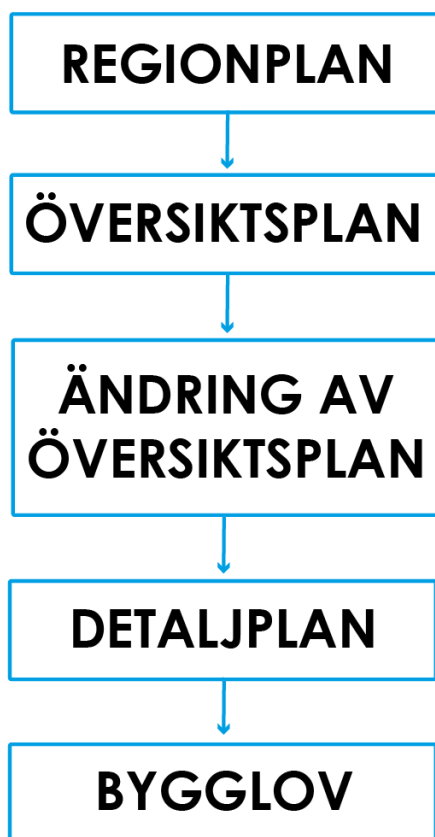 REGIONPLAN
ÖVERSIKTSPLAN
ÄNDRING AV
ÖVERSIKTSPLAN
DETALJPLAN
BYGGLOV